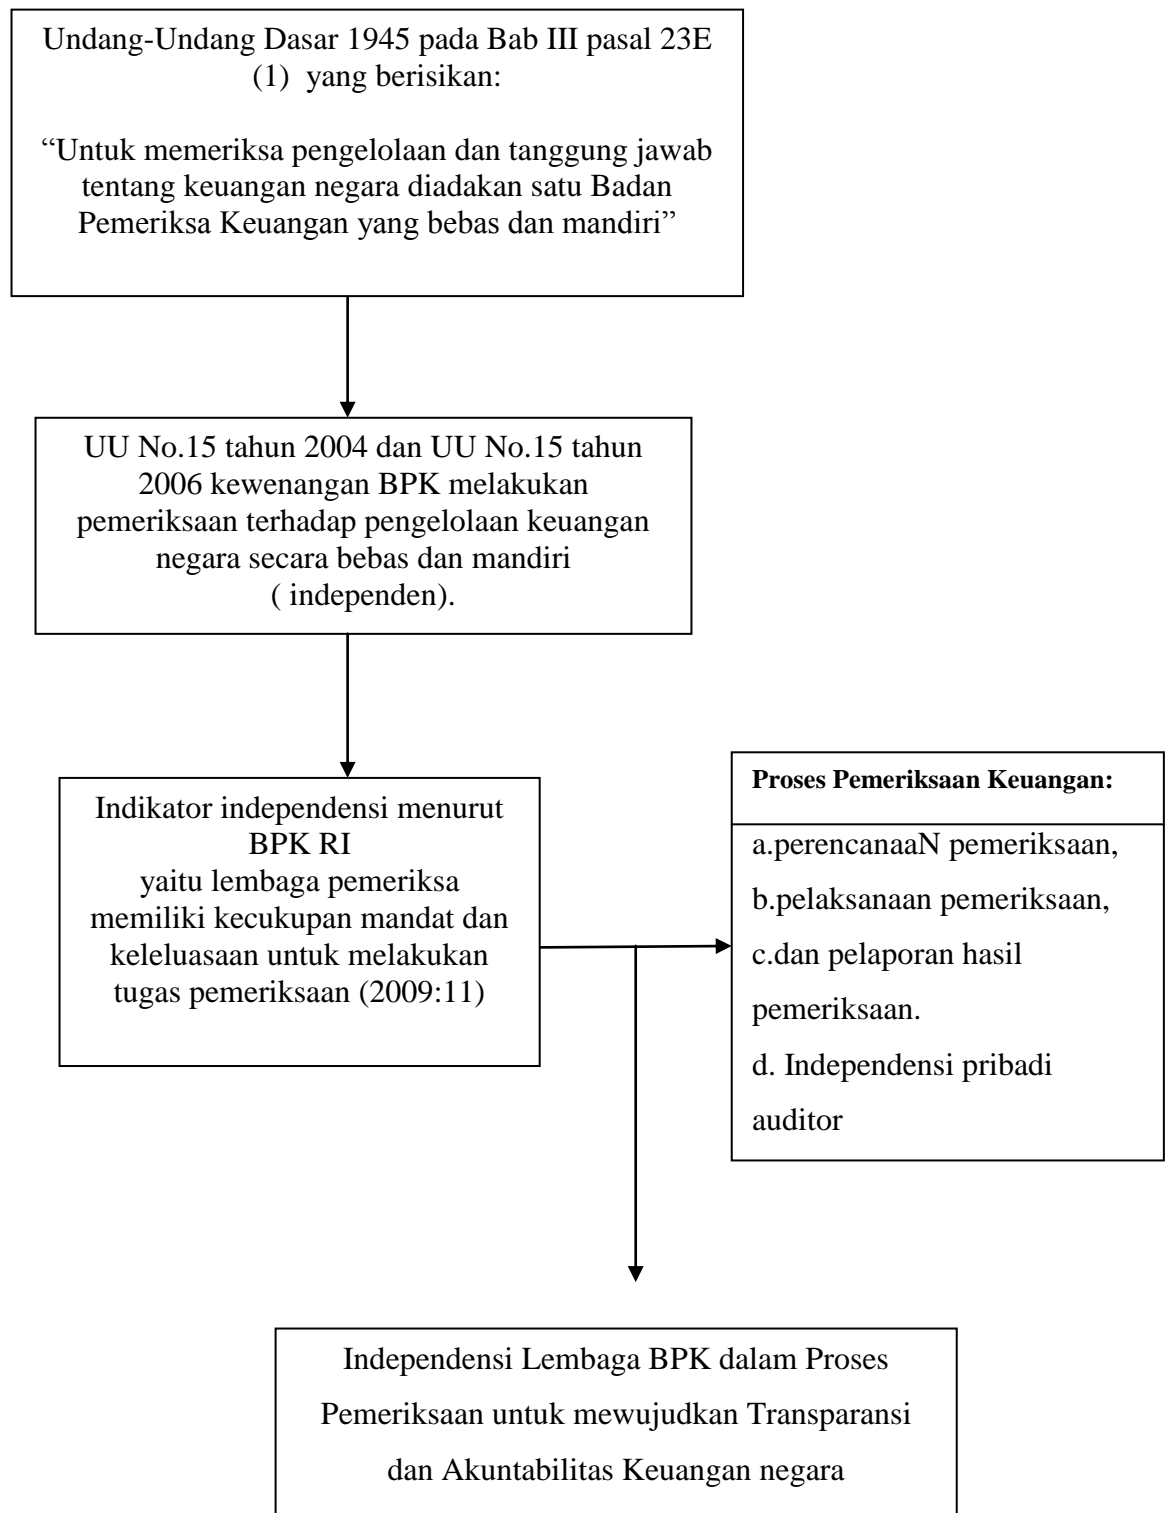 Undang-Undang Dasar 1945 pada Bab III pasal 23E
(1)  yang berisikan:
“Untuk memeriksa pengelolaan dan tanggung jawab
tentang keuangan negara diadakan satu Badan
Pemeriksa Keuangan yang bebas dan mandiri”
UU No.15 tahun 2004 dan UU No.15 tahun
2006 kewenangan BPK melakukan
pemeriksaan terhadap pengelolaan keuangan
negara secara bebas dan mandiri
( independen).
Indikator independensi menurut
BPK RI
yaitu lembaga pemeriksa
memiliki kecukupan mandat dan
keleluasaan untuk melakukan
tugas pemeriksaan (2009:11)
Proses Pemeriksaan Keuangan:
a.perencanaaN pemeriksaan,
b.pelaksanaan pemeriksaan,
c.dan pelaporan hasil
pemeriksaan.
d. Independensi pribadi
auditor
Independensi Lembaga BPK dalam Proses
Pemeriksaan untuk mewujudkan Transparansi
dan Akuntabilitas Keuangan negara